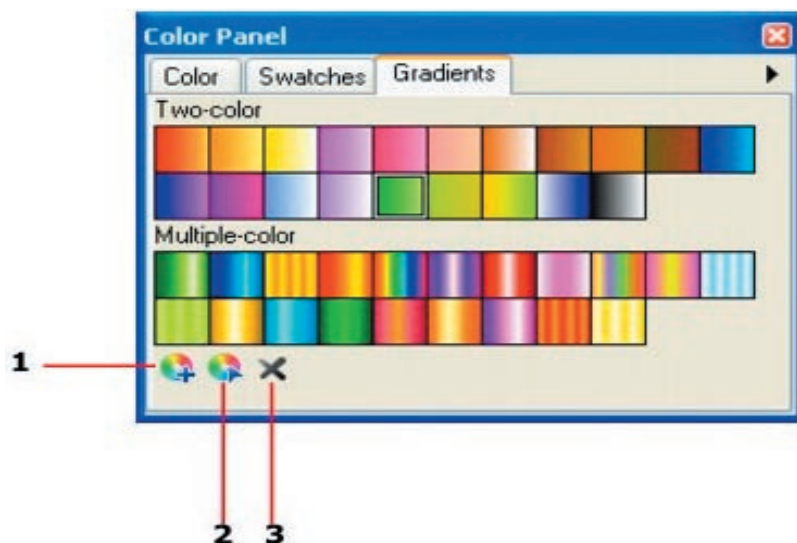 Color Panel
Color Swatches Gradients
Two-color
Multiple-color
1
2 3